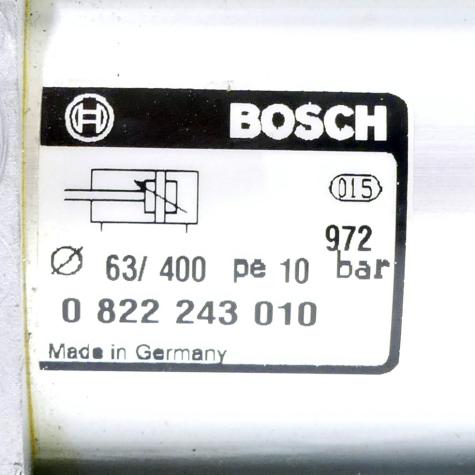 BOSCH
015
972
Ø 63/ 400 pe 10 bar
0 822 243 010
Made in Germany